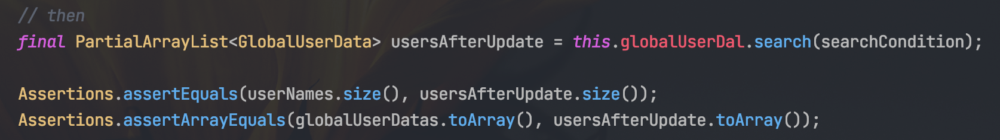 // then
final PartialArrayList<GlobalUserData> usersAfterUpdate = this.globalUserDal.search(searchCondition);
Assertions.assertEquals(userNames.size(), usersAfterUpdate.size());
Assertions.assertArrayEquals(globalUserDatas.toArray(), usersAfterUpdate.toArray());